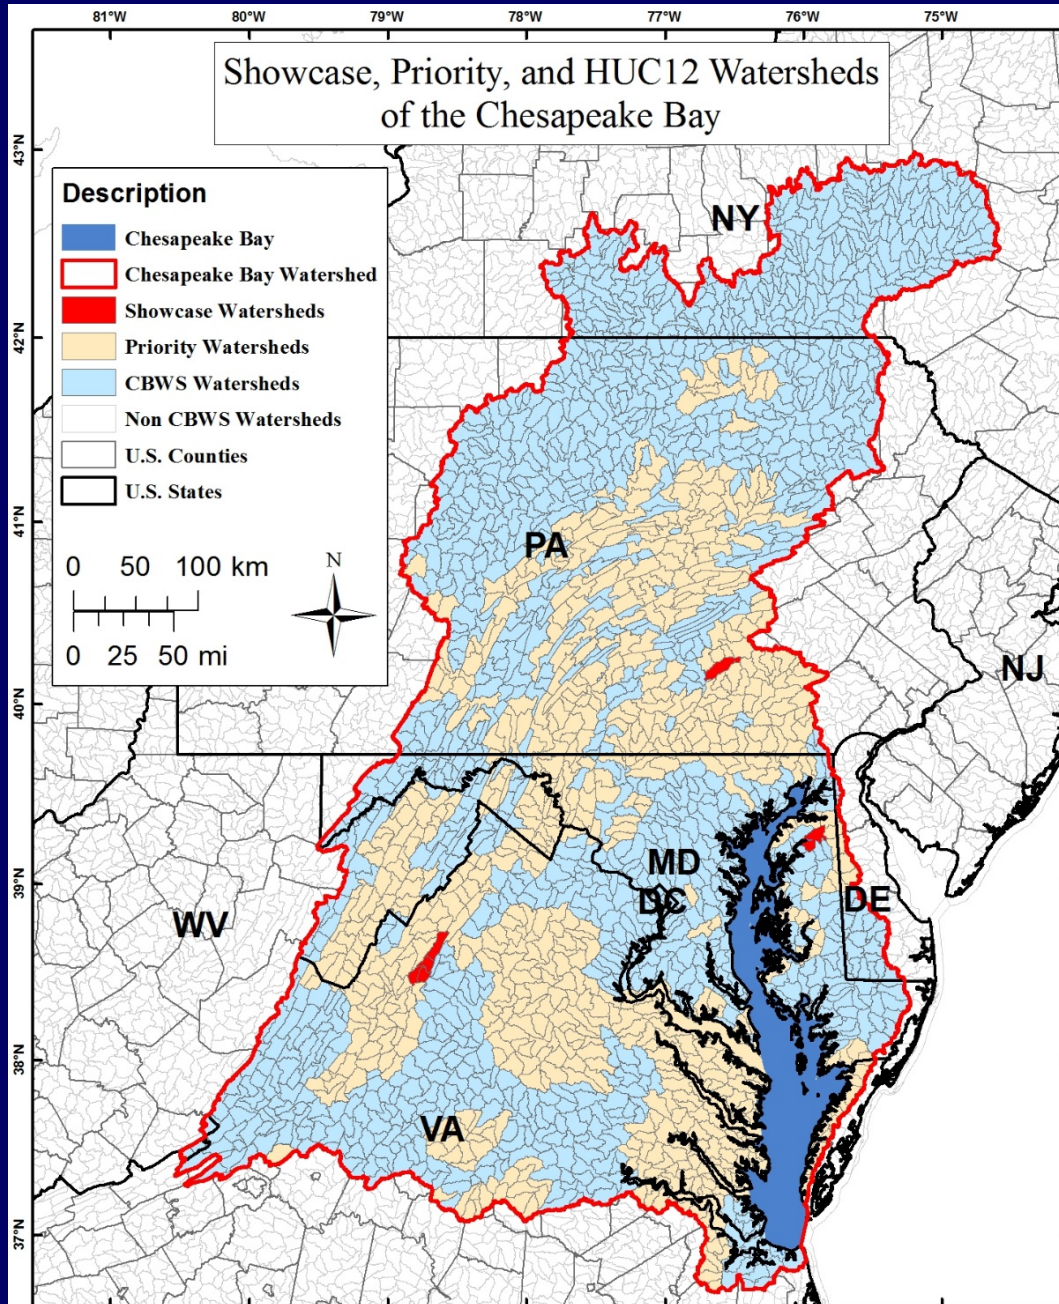 81°W 80°W 79°W 78°W 77°W 76°W 75°W
Showcase, Priority, and HUC12 Watersheds
of the Chesapeake Bay
43°N
42°N
41°N
40°N
39°N
38°N
37°N
Description
Chesapeake Bay
Chesapeake Bay Watershed
Showcase Watersheds
Priority Watersheds
CBWS Watersheds
Non CBWS Watersheds
U.S. Counties
U.S. States
0 50 100 km
0 25 50 mi
N
NY
PA
NJ
MD
DC
DE
WV
VA